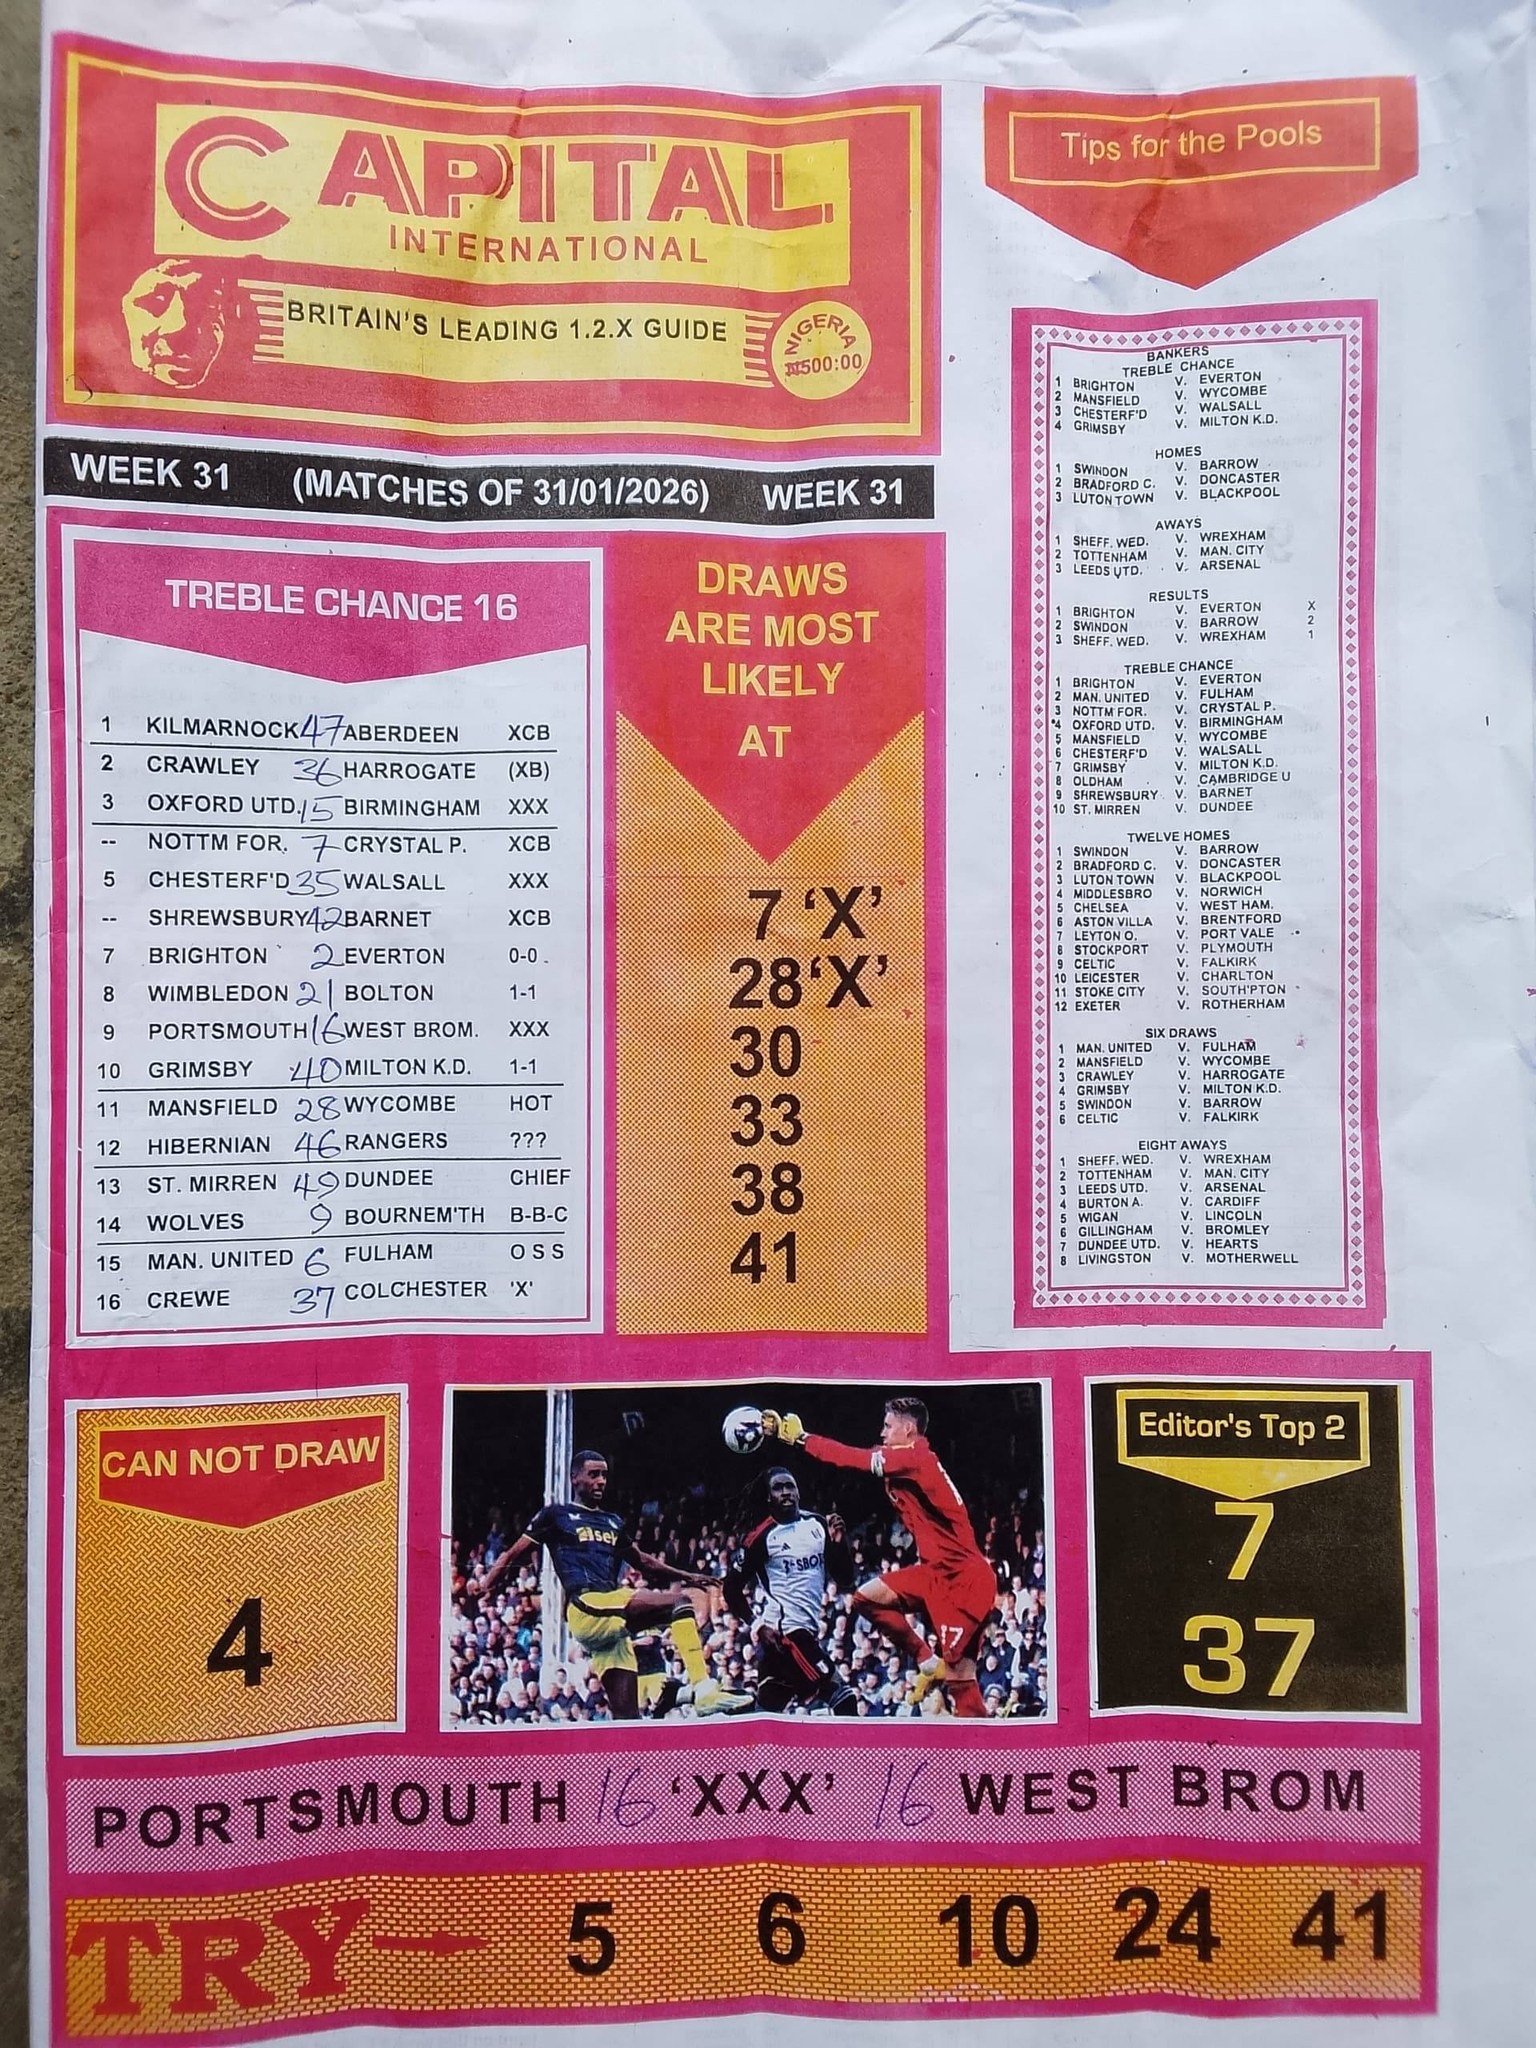 CAPITAL
INTERNATIONAL
BRITAIN'S LEADING 1.2.X GUIDE
NIGERIA
₦500:00
WEEK 31 (MATCHES OF 31/01/2026) WEEK 31
TREBLE CHANCE 16
1 KILMARNOCK 47 ABERDEEN XCB
2 CRAWLEY 36 HARROGATE (XB)
3 OXFORD UTD. 15 BIRMINGHAM XXX
-- NOTTM FOR. 7 CRYSTAL P. XCB
5 CHESTERF'D 35 WALSALL XXX
-- SHREWSBURY 42 BARNET XCB
7 BRIGHTON 2 EVERTON 0-0
8 WIMBLEDON 21 BOLTON 1-1
9 PORTSMOUTH 16 WEST BROM. XXX
10 GRIMSBY 40 MILTON K.D. 1-1
11 MANSFIELD 28 WYCOMBE HOT
12 HIBERNIAN 46 RANGERS ???
13 ST. MIRREN 49 DUNDEE CHIEF
14 WOLVES 9 BOURNEM'TH B-B-C
15 MAN. UNITED 6 FULHAM O S S
16 CREWE 37 COLCHESTER 'X'
DRAWS
ARE MOST
LIKELY
AT
7 'X'
28 'X'
30
33
38
41
Tips for the Pools
BANKERS
TREBLE CHANCE
1 BRIGHTON V. EVERTON
2 MANSFIELD V. WYCOMBE
3 CHESTERF'D V. WALSALL
4 GRIMSBY V. MILTON K.D.
HOMES
1 SWINDON V. BARROW
2 BRADFORD C. V. DONCASTER
3 LUTON TOWN V. BLACKPOOL
AWAYS
1 SHEFF. WED. V. WREXHAM
2 TOTTENHAM V. MAN. CITY
3 LEEDS UTD. V. ARSENAL
RESULTS
1 BRIGHTON V. EVERTON X
2 SWINDON V. BARROW 2
3 SHEFF. WED. V. WREXHAM 1
TREBLE CHANCE
1 BRIGHTON V. EVERTON
2 MAN. UNITED V. FULHAM
3 NOTTM FOR. V. CRYSTAL P.
4 OXFORD UTD. V. BIRMINGHAM
5 MANSFIELD V. WYCOMBE
6 CHESTERF'D V. WALSALL
7 GRIMSBY V. MILTON K.D.
8 OLDHAM V. CAMBRIDGE U
9 SHREWSBURY V. BARNET
10 ST. MIRREN V. DUNDEE
TWELVE HOMES
1 SWINDON V. BARROW
2 BRADFORD C. V. DONCASTER
3 LUTON TOWN V. BLACKPOOL
4 MIDDLESBRO V. NORWICH
5 CHELSEA V. WEST HAM.
6 ASTON VILLA V. BRENTFORD
7 LEYTON O. V. PORT VALE
8 STOCKPORT V. PLYMOUTH
9 CELTIC V. FALKIRK
10 LEICESTER V. CHARLTON
11 STOKE CITY V. SOUTH'PTON
12 EXETER V. ROTHERHAM
SIX DRAWS
1 MAN. UNITED V. FULHAM
2 MANSFIELD V. WYCOMBE
3 CRAWLEY V. HARROGATE
4 GRIMSBY V. MILTON K.D.
5 SWINDON V. BARROW
6 CELTIC V. FALKIRK
EIGHT AWAYS
1 SHEFF. WED. V. WREXHAM
2 TOTTENHAM V. MAN. CITY
3 LEEDS UTD. V. ARSENAL
4 BURTON A. V. CARDIFF
5 WIGAN V. LINCOLN
6 GILLINGHAM V. BROMLEY
7 DUNDEE UTD. V. HEARTS
8 LIVINGSTON V. MOTHERWELL
CAN NOT DRAW
4
Editor's Top 2
7
37
PORTSMOUTH 16 'XXX' 16 WEST BROM
TRY 5 6 10 24 41